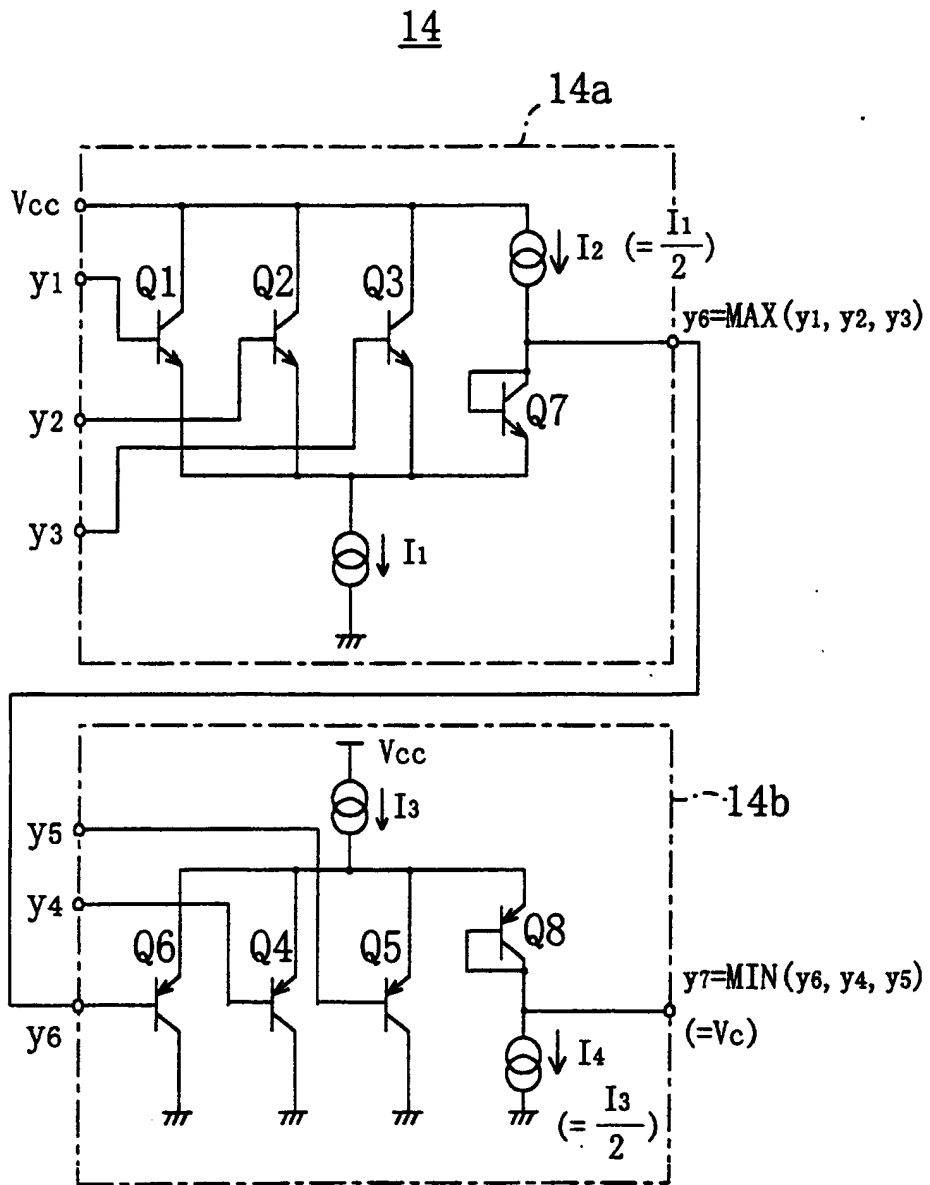 14
14a
Vcc
I2 (= I1/2)
y1
Q1
Q2
Q3
y6=MAX(y1, y2, y3)
y2
Q7
y3
I1
Vcc
I3
14b
y5
y4
Q6
Q4
Q5
Q8
y7=MIN(y6, y4, y5)
y6
(=Vc)
I4
(= I3/2)